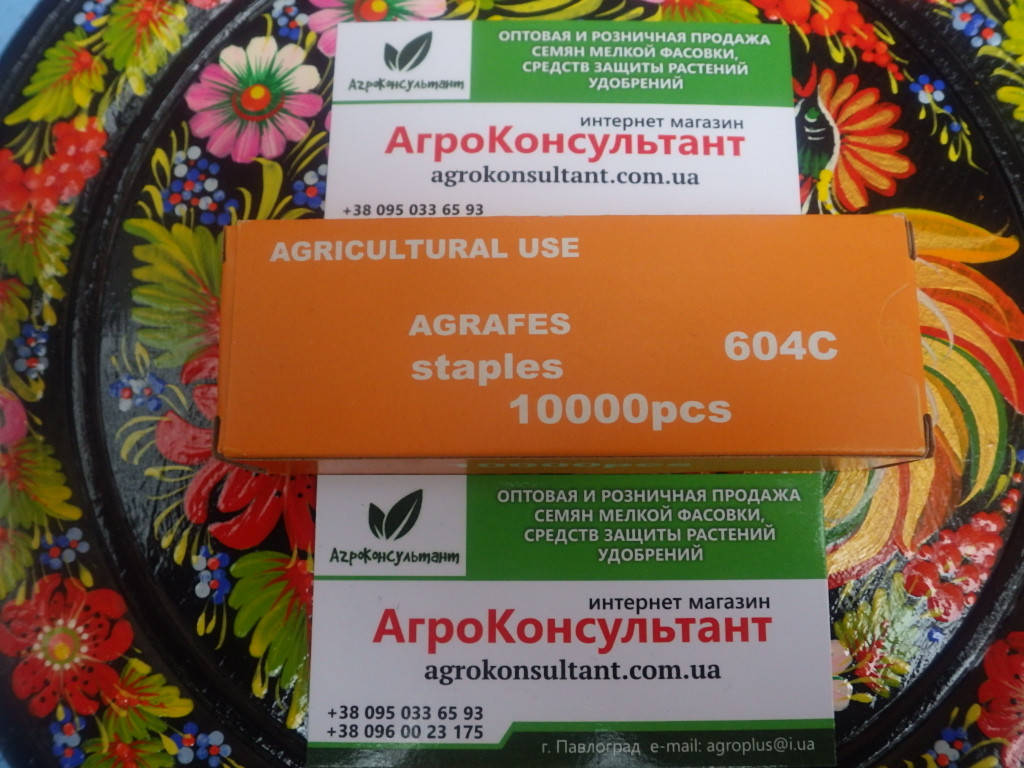 АгроКонсультант
ОПТОВАЯ И РОЗНИЧНАЯ ПРОДАЖА
СЕМЯН МЕЛКОЙ ФАСОВКИ,
СРЕДСТВ ЗАЩИТЫ РАСТЕНИЙ
УДОБРЕНИЙ
интернет магазин
АгроКонсультант
agrokonsultant.com.ua
+38 095 033 65 93
AGRICULTURAL USE
AGRAFES
staples
604C
10000pcs
10000pcs
АгроКонсультант
ОПТОВАЯ И РОЗНИЧНАЯ ПРОДАЖА
СЕМЯН МЕЛКОЙ ФАСОВКИ,
СРЕДСТВ ЗАЩИТЫ РАСТЕНИЙ
УДОБРЕНИЙ
интернет магазин
АгроКонсультант
agrokonsultant.com.ua
+38 095 033 65 93
+38 096 00 23 175
г. Павлоград e-mail: agroplus@i.ua